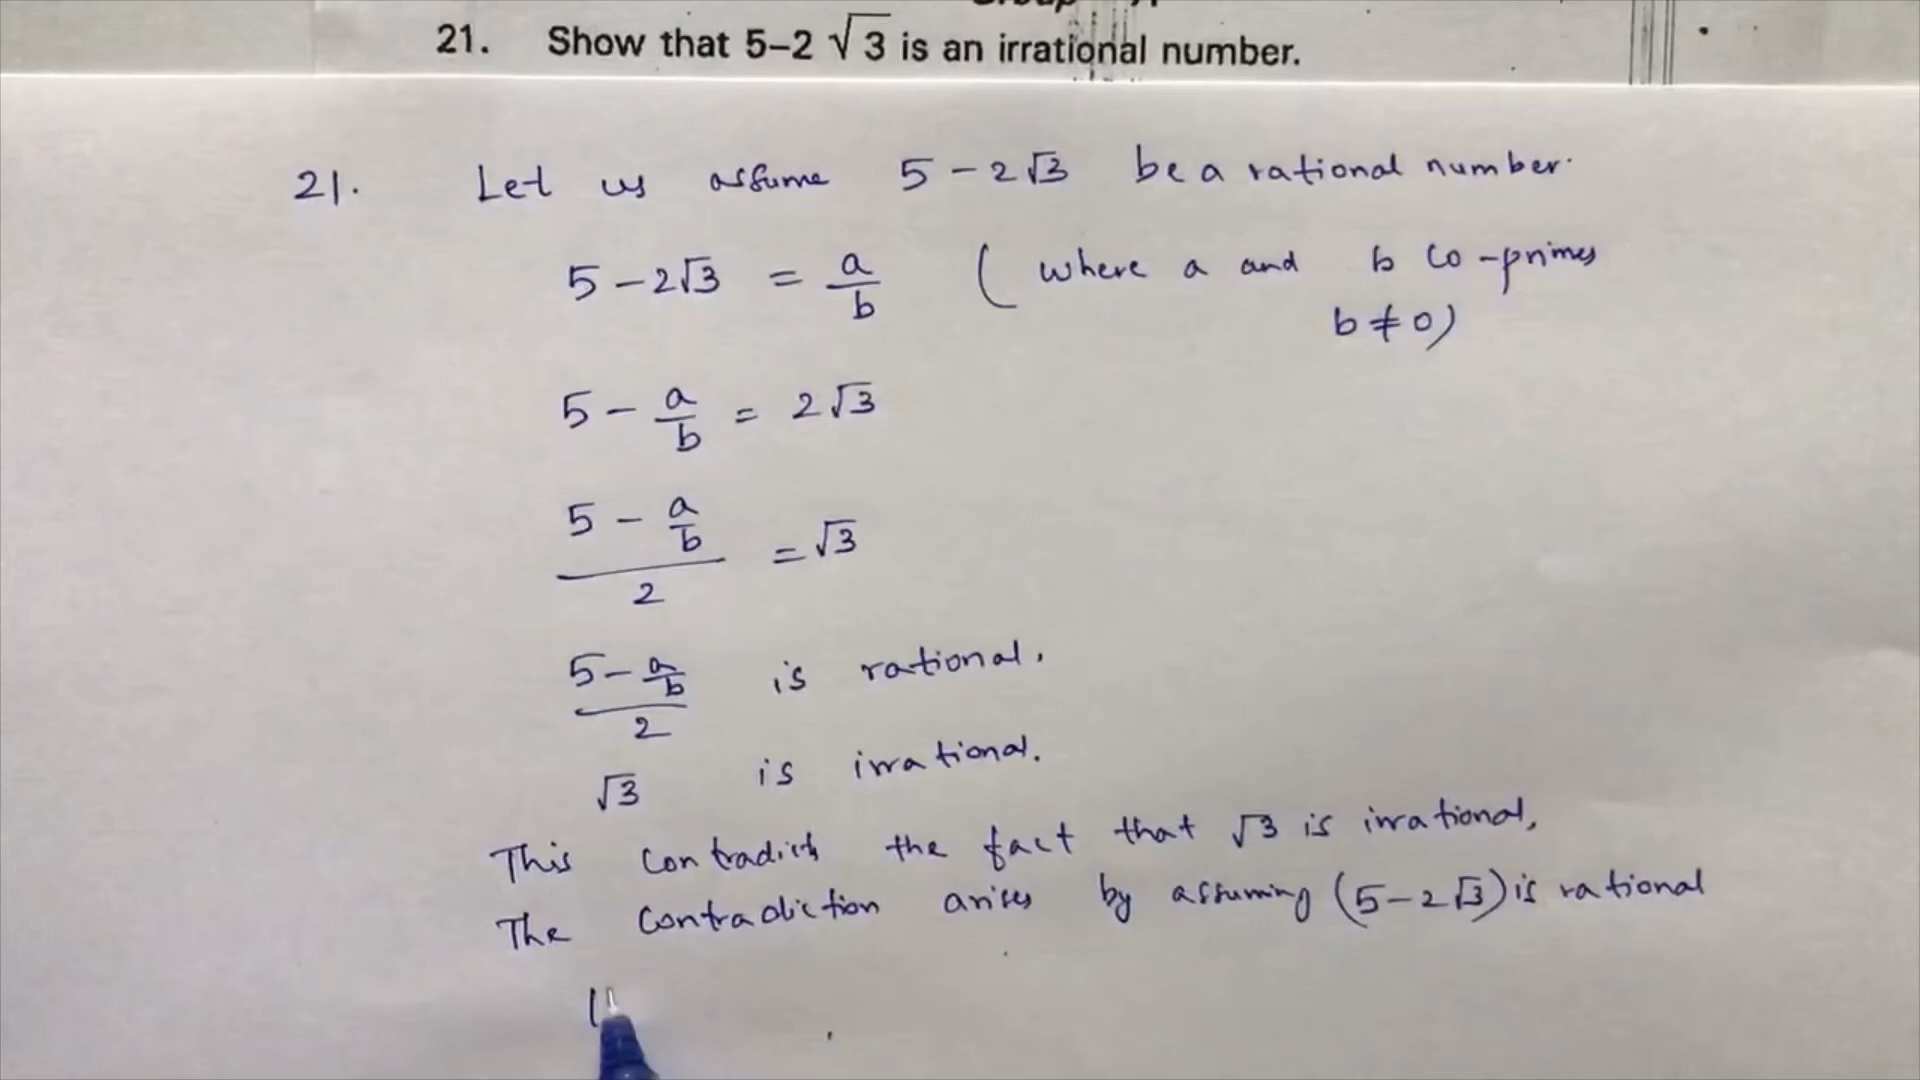 21. Show that 5–2 √3 is an irrational number.
21. Let us assume 5 - 2√3 be a rational number.
5 - 2√3 = a/b (where a and b co-primes
b ≠ 0)
5 - a/b = 2√3
(5 - a/b)/2 = √3
(5 - a/b)/2 is rational.
√3 is irrational.
This contradicts the fact that √3 is irrational,
The contradiction arises by assuming (5-2√3) is rational